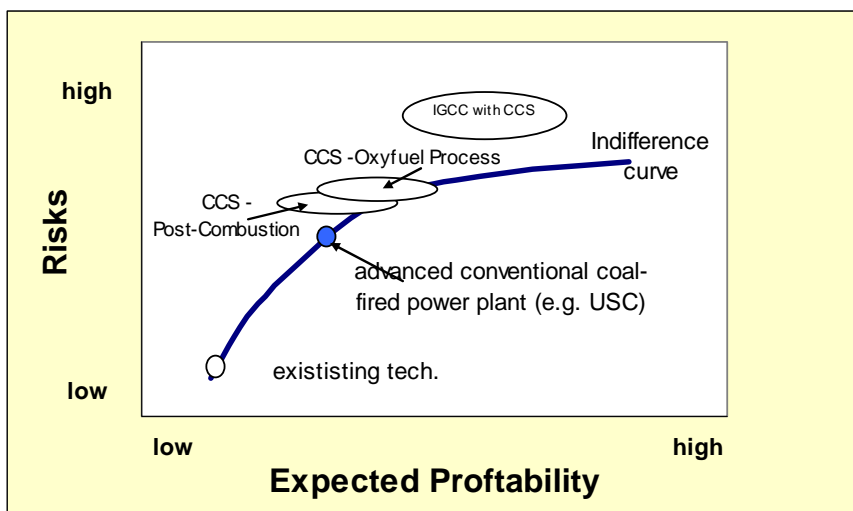 high
IGCC with CCS
Indifference
curve
CCS -Oxyfuel Process
CCS -
Post-Combustion
Risks
advanced conventional coal-
fired power plant (e.g. USC)
exististing tech.
low
low
high
Expected Proftability